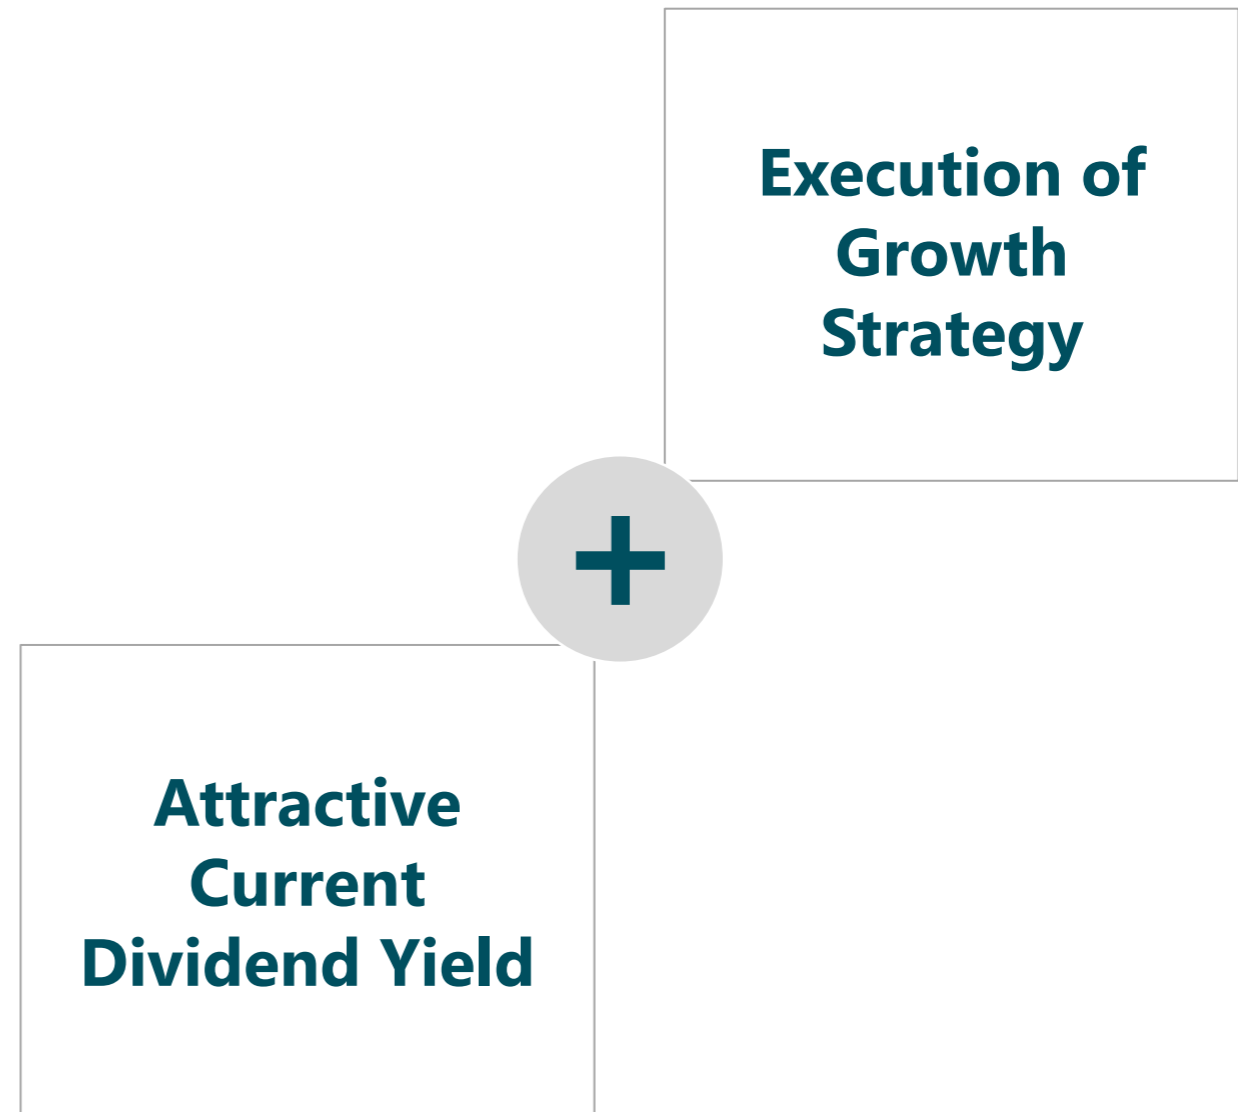 Execution of
Growth
Strategy
+
Attractive
Current
Dividend Yield